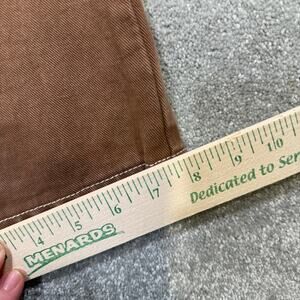 4 5 6 7 8 9 10
MENARDS
Dedicated to Ser